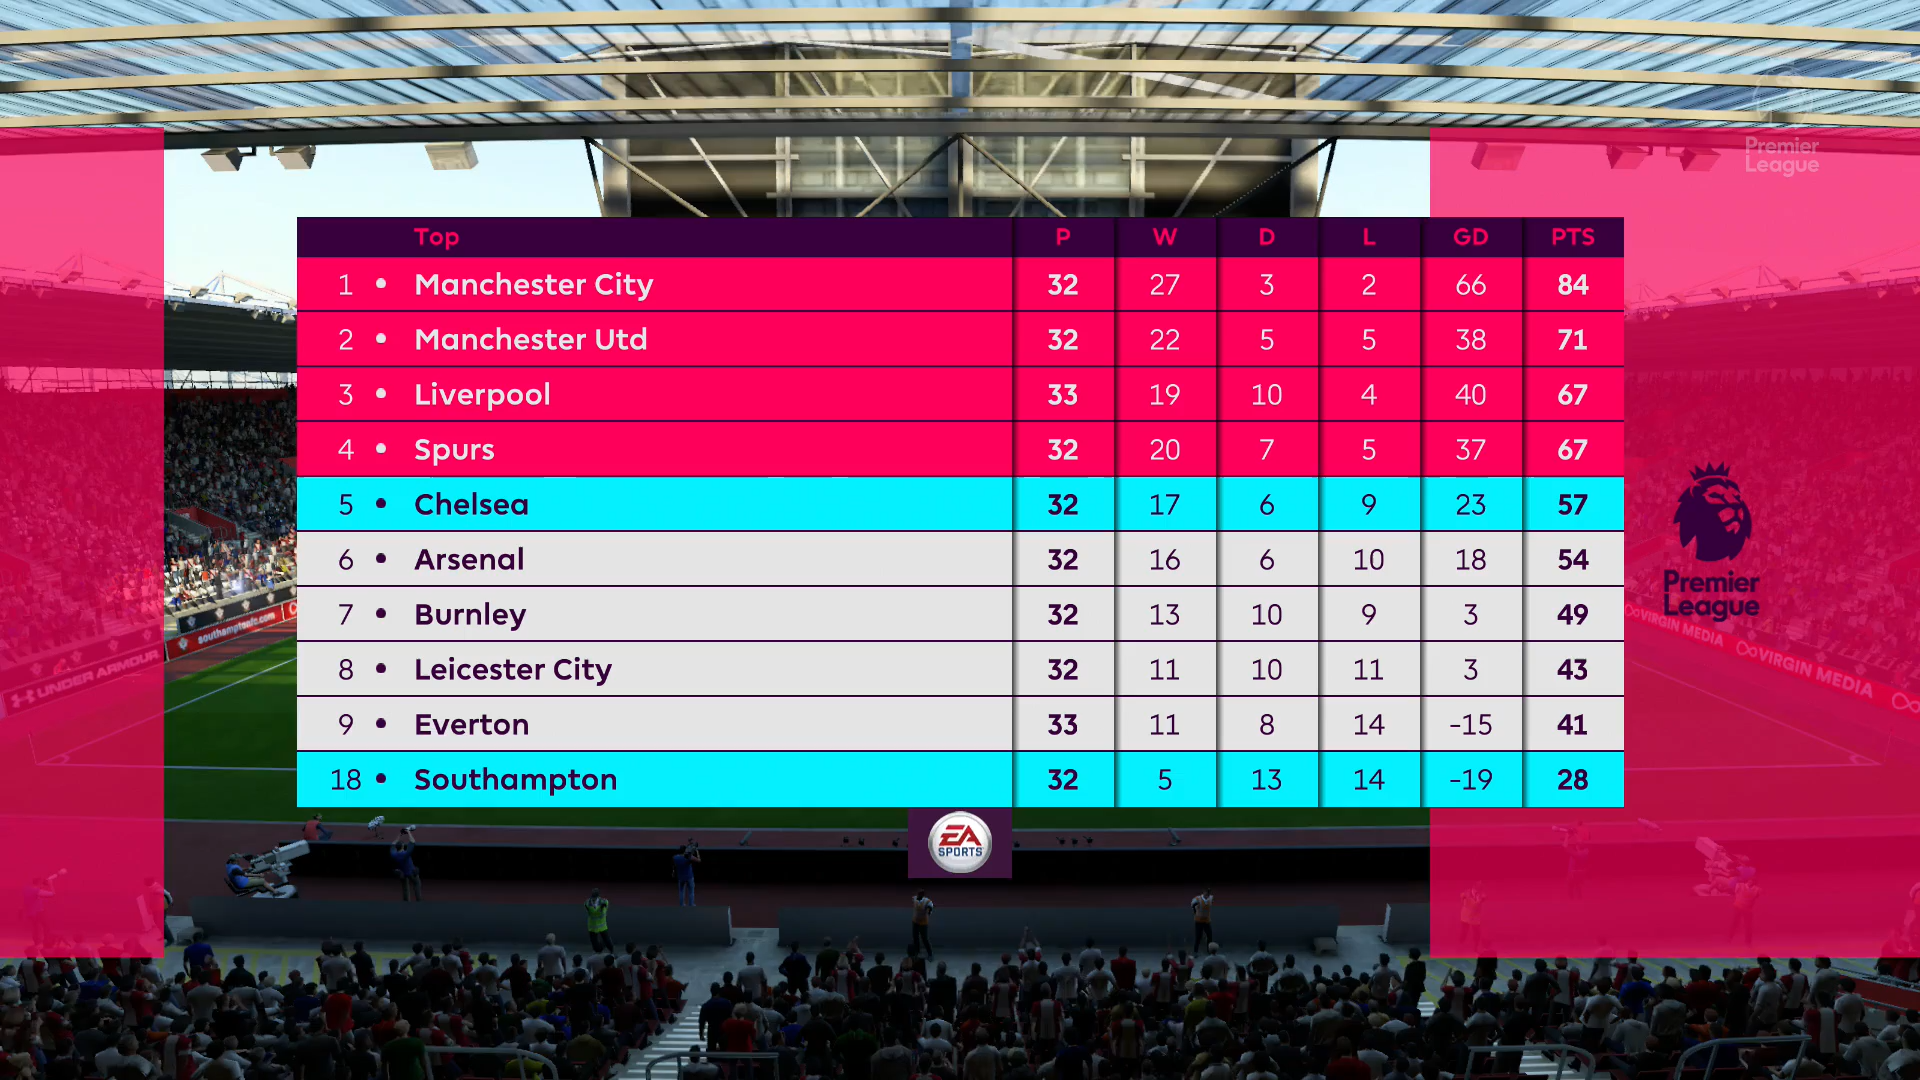 Premier
League
Top P W D L GD PTS
1 • Manchester City 32 27 3 2 66 84
2 • Manchester Utd 32 22 5 5 38 71
3 • Liverpool 33 19 10 4 40 67
4 • Spurs 32 20 7 5 37 67
5 • Chelsea 32 17 6 9 23 57
6 • Arsenal 32 16 6 10 18 54
7 • Burnley 32 13 10 9 3 49
8 • Leicester City 32 11 10 11 3 43
9 • Everton 33 11 8 14 -15 41
18 • Southampton 32 5 13 14 -19 28
Premier
League
southamptonfc.com
UNDER ARMOUR
VIRGIN MEDIA
VIRGIN MEDIA
EA
SPORTS